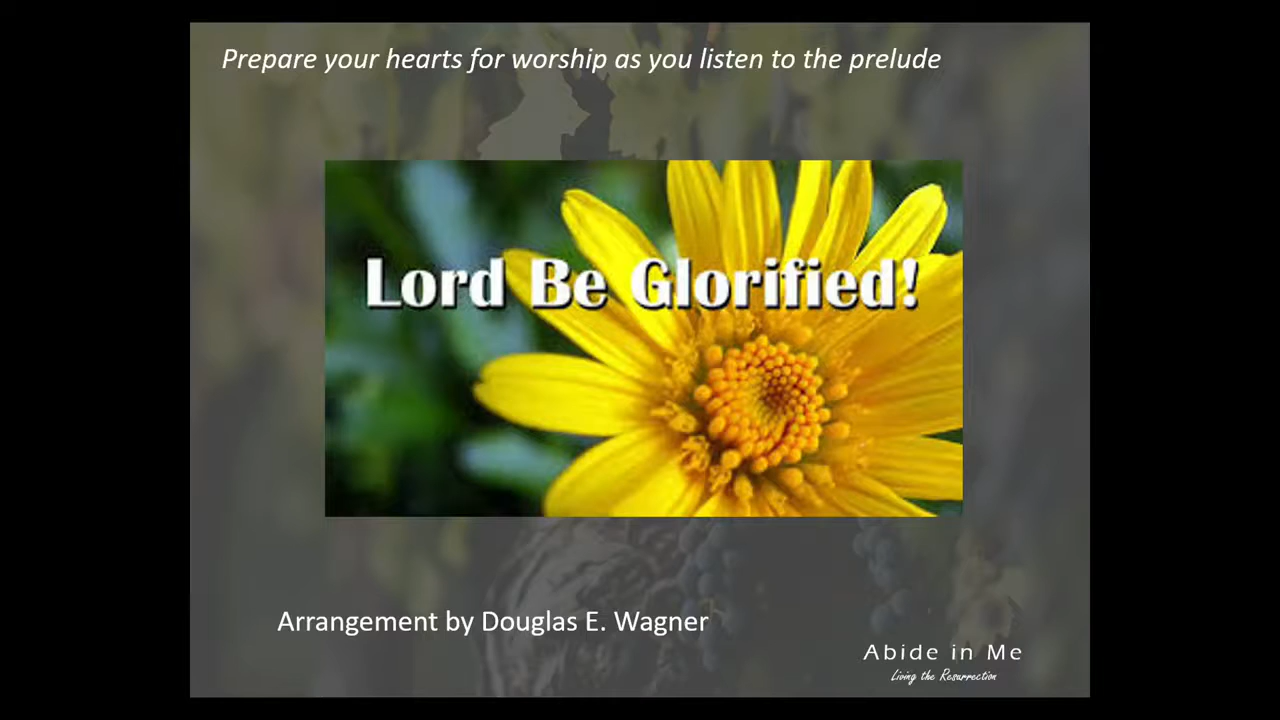 Prepare your hearts for worship as you listen to the prelude
Lord Be Glorified!
Arrangement by Douglas E. Wagner
Abide in Me
Living the Resurrection